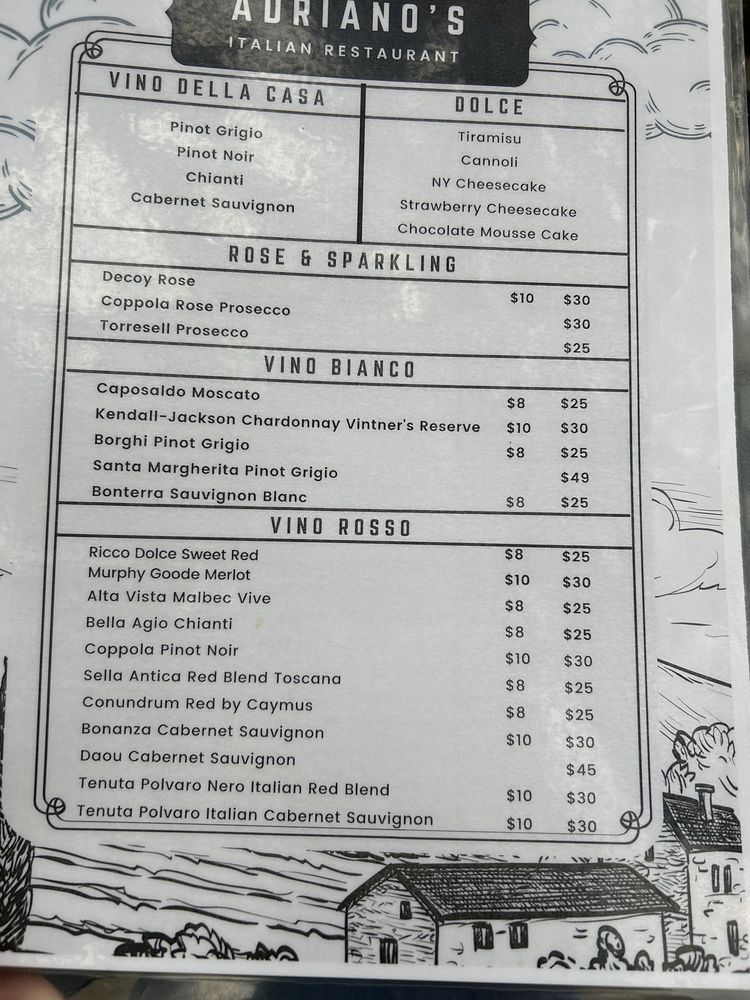 ADRIANO'S
ITALIAN RESTAURANT
VINO DELLA CASA
Pinot Grigio
Pinot Noir
Chianti
Cabernet Sauvignon
DOLCE
Tiramisu
Cannoli
NY Cheesecake
Strawberry Cheesecake
Chocolate Mousse Cake
ROSE & SPARKLING
Decoy Rose $10 $30
Coppola Rose Prosecco $30
Torresell Prosecco $25
VINO BIANCO
Caposaldo Moscato $8 $25
Kendall-Jackson Chardonnay Vintner's Reserve $10 $30
Borghi Pinot Grigio $8 $25
Santa Margherita Pinot Grigio $49
Bonterra Sauvignon Blanc $8 $25
VINO ROSSO
Ricco Dolce Sweet Red $8 $25
Murphy Goode Merlot $10 $30
Alta Vista Malbec Vive $8 $25
Bella Agio Chianti $8 $25
Coppola Pinot Noir $10 $30
Sella Antica Red Blend Toscana $8 $25
Conundrum Red by Caymus $8 $25
Bonanza Cabernet Sauvignon $10 $30
Daou Cabernet Sauvignon $45
Tenuta Polvaro Nero Italian Red Blend $10 $30
Tenuta Polvaro Italian Cabernet Sauvignon $10 $30